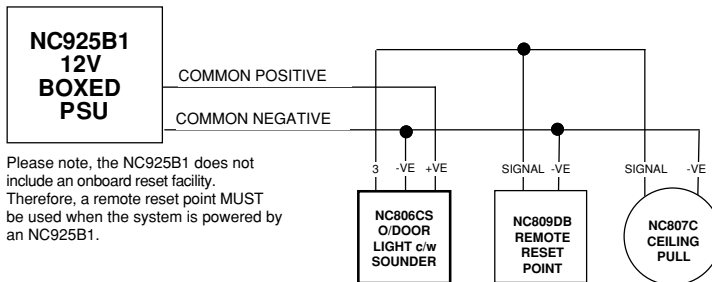 NC925B1
12V
BOXED
PSU
COMMON POSITIVE
COMMON NEGATIVE
Please note, the NC925B1 does not
include an onboard reset facility.
Therefore, a remote reset point MUST
be used when the system is powered by
an NC925B1.
3 -VE +VE
NC806CS
O/DOOR
LIGHT c/w
SOUNDER
SIGNAL -VE
NC809DB
REMOTE
RESET
POINT
SIGNAL -VE
NC807C
CEILING
PULL